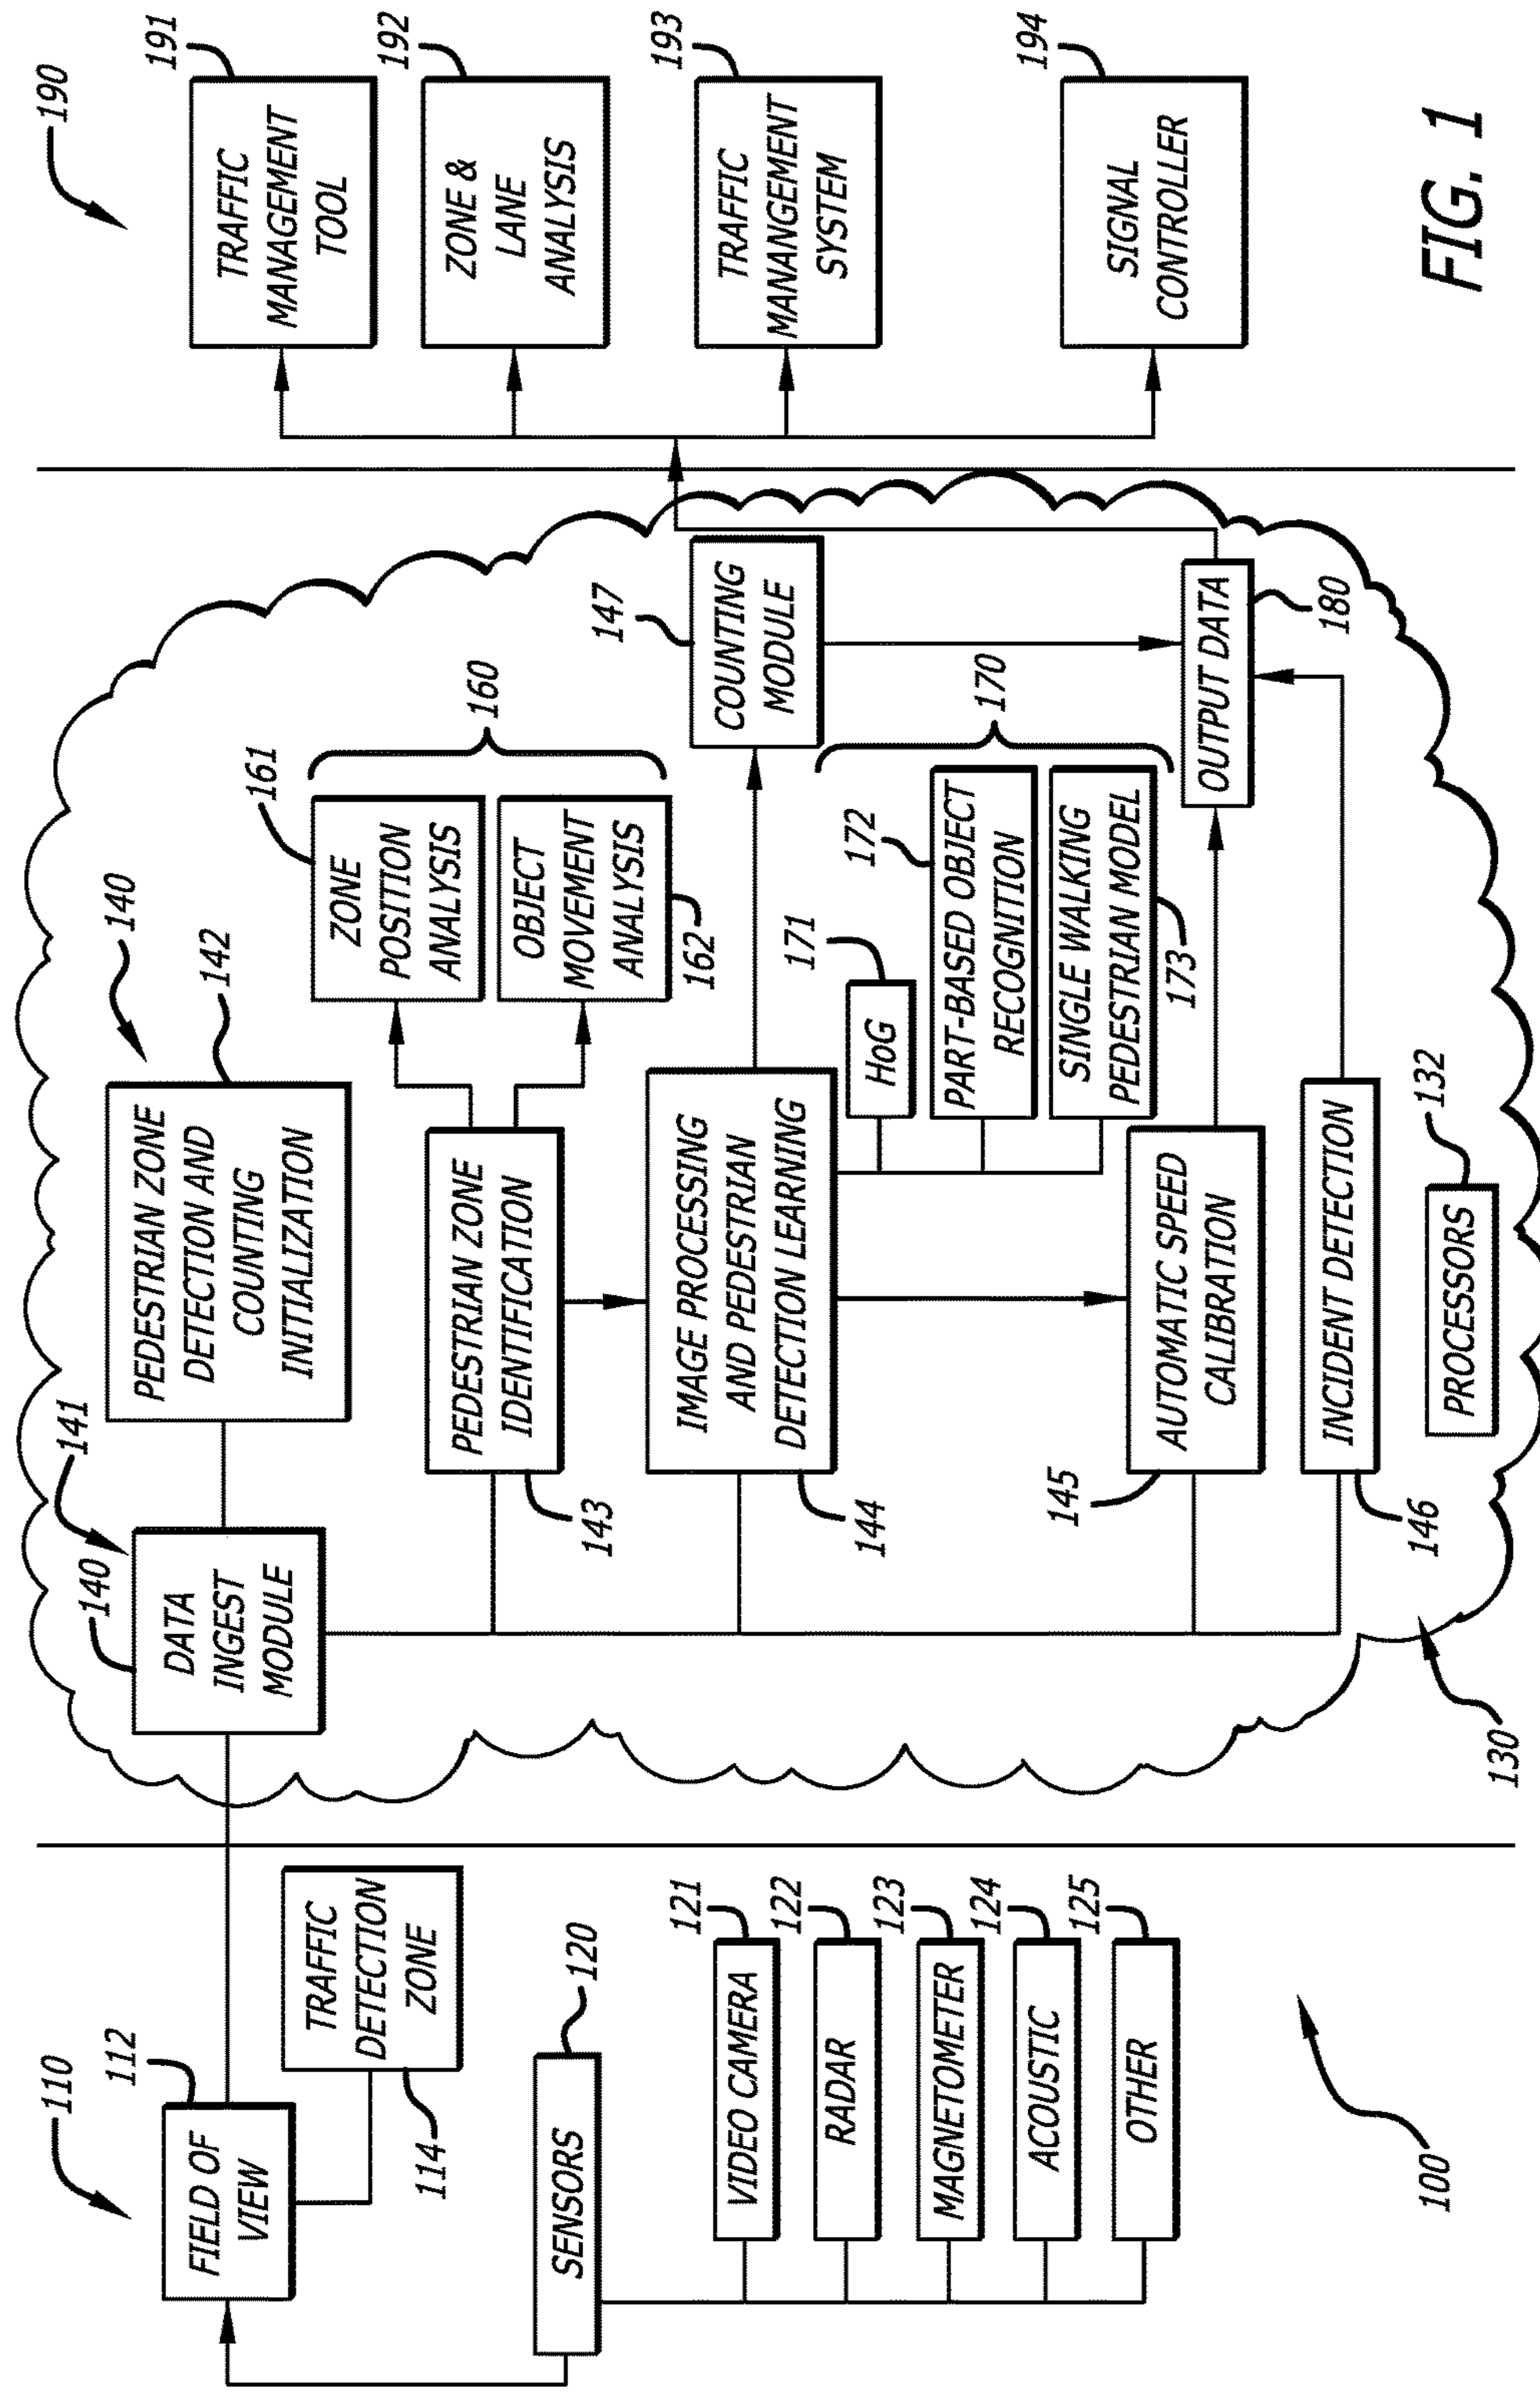 100
110
FIELD OF
VIEW
112
TRAFFIC
DETECTION
ZONE
114
SENSORS
120
VIDEO CAMERA
121
RADAR
122
MAGNETOMETER
123
ACOUSTIC
124
OTHER
125
130
140
DATA
INGEST
MODULE
141
140
PEDESTRIAN ZONE
DETECTION AND
COUNTING
INITIALIZATION
142
PEDESTRIAN ZONE
IDENTIFICATION
143
ZONE
POSITION
ANALYSIS
161
OBJECT
MOVEMENT
ANALYSIS
162
160
IMAGE PROCESSING
AND PEDESTRIAN
DETECTION LEARNING
144
COUNTING
MODULE
147
HoG
171
PART-BASED OBJECT
RECOGNITION
172
SINGLE WALKING
PEDESTRIAN MODEL
173
170
AUTOMATIC SPEED
CALIBRATION
145
INCIDENT DETECTION
146
PROCESSORS
132
OUTPUT DATA
180
190
TRAFFIC
MANAGEMENT
TOOL
191
ZONE &
LANE
ANALYSIS
192
TRAFFIC
MANANGEMENT
SYSTEM
193
SIGNAL
CONTROLLER
194
FIG. 1